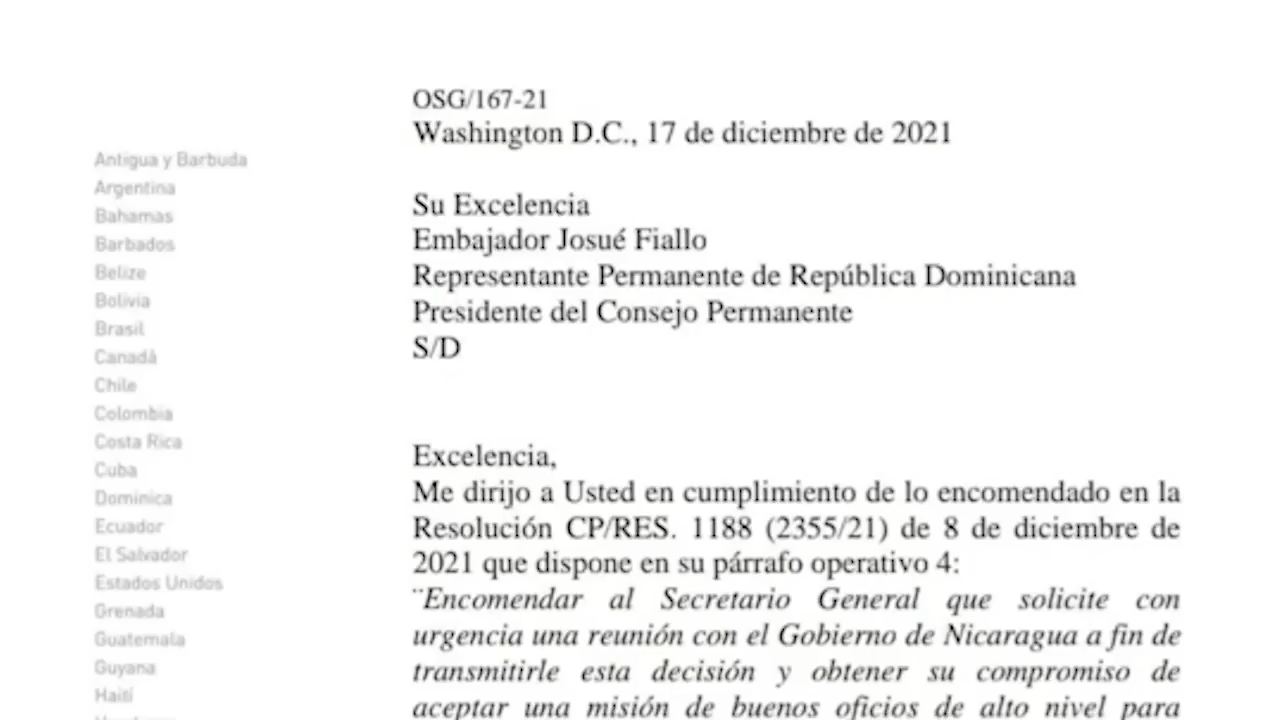 OSG/167-21
Washington D.C., 17 de diciembre de 2021
Antigua y Barbuda
Argentina
Bahamas
Barbados
Belize
Bolivia
Brasil
Canadá
Chile
Colombia
Costa Rica
Cuba
Dominica
Ecuador
El Salvador
Estados Unidos
Grenada
Guatemala
Guyana
Haití
Su Excelencia
Embajador Josué Fiallo
Representante Permanente de República Dominicana
Presidente del Consejo Permanente
S/D
Excelencia,
Me dirijo a Usted en cumplimiento de lo encomendado en la
Resolución CP/RES. 1188 (2355/21) de 8 de diciembre de
2021 que dispone en su párrafo operativo 4:
¨Encomendar al Secretario General que solicite con
urgencia una reunión con el Gobierno de Nicaragua a fin de
transmitirle esta decisión y obtener su compromiso de
aceptar una misión de buenos oficios de alto nivel para